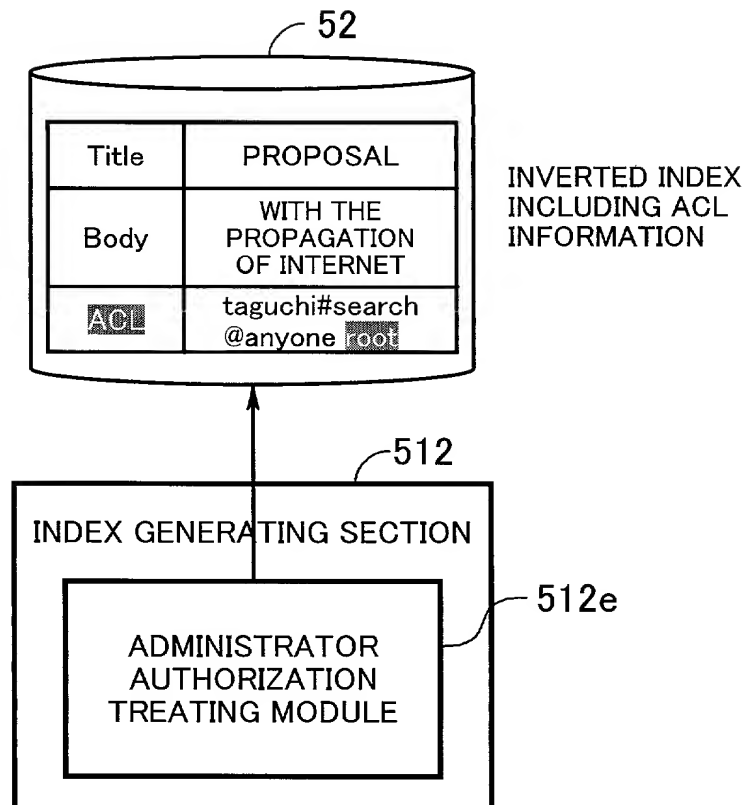 52
Title PROPOSAL
Body WITH THE
PROPAGATION
OF INTERNET
ACL taguchi#search
@anyone root
INVERTED INDEX
INCLUDING ACL
INFORMATION
512
INDEX GENERATING SECTION
512e
ADMINISTRATOR
AUTHORIZATION
TREATING MODULE